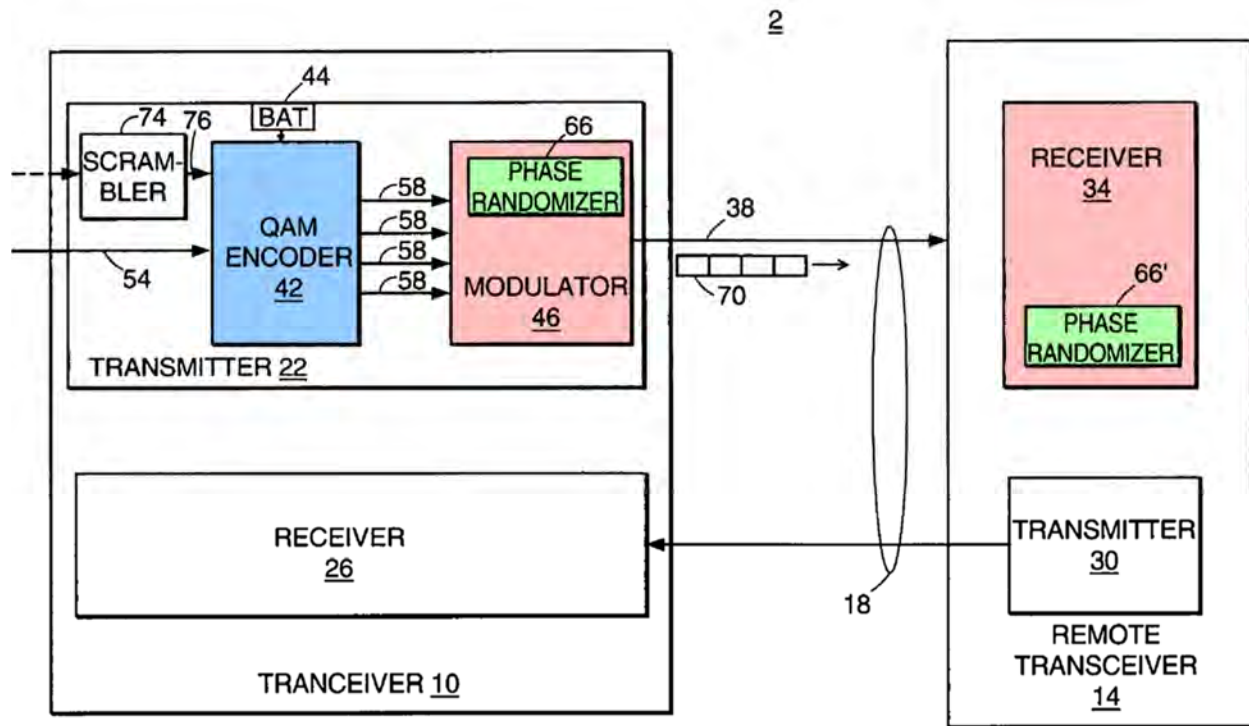 2
44
74
76
BAT
66
SCRAM-
BLER
PHASE
RANDOMIZER
58
58
58
58
QAM
ENCODER
42
54
MODULATOR
46
38
70
TRANSMITTER 22
RECEIVER
34
66'
PHASE
RANDOMIZER
RECEIVER
26
18
TRANSMITTER
30
TRANCEIVER 10
REMOTE
TRANSCEIVER
14